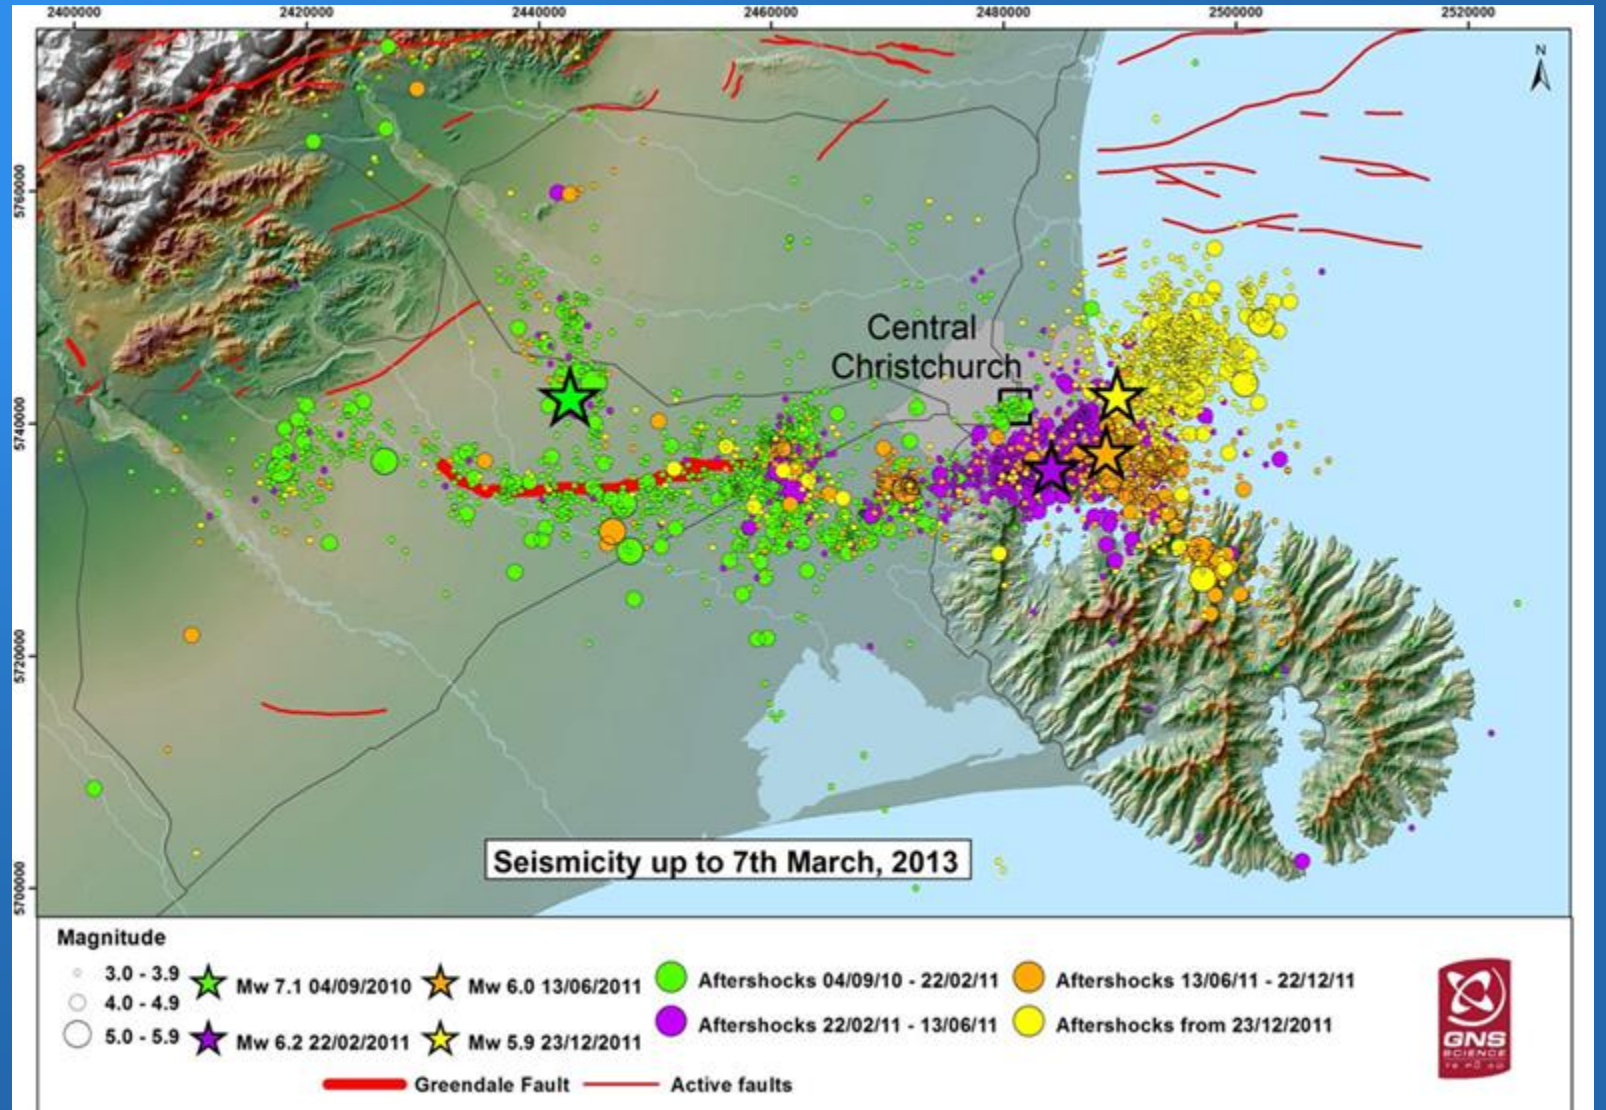 2400000 2420000 2440000 2460000 2480000 2500000 2520000
N
5760000
5740000
5720000
5700000
Central
Christchurch
Seismicity up to 7th March, 2013
Magnitude
3.0 - 3.9
4.0 - 4.9
5.0 - 5.9
Mw 7.1 04/09/2010
Mw 6.2 22/02/2011
Mw 6.0 13/06/2011
Mw 5.9 23/12/2011
Aftershocks 04/09/10 - 22/02/11
Aftershocks 22/02/11 - 13/06/11
Aftershocks 13/06/11 - 22/12/11
Aftershocks from 23/12/2011
Greendale Fault
Active faults
GNS
SCIENCE